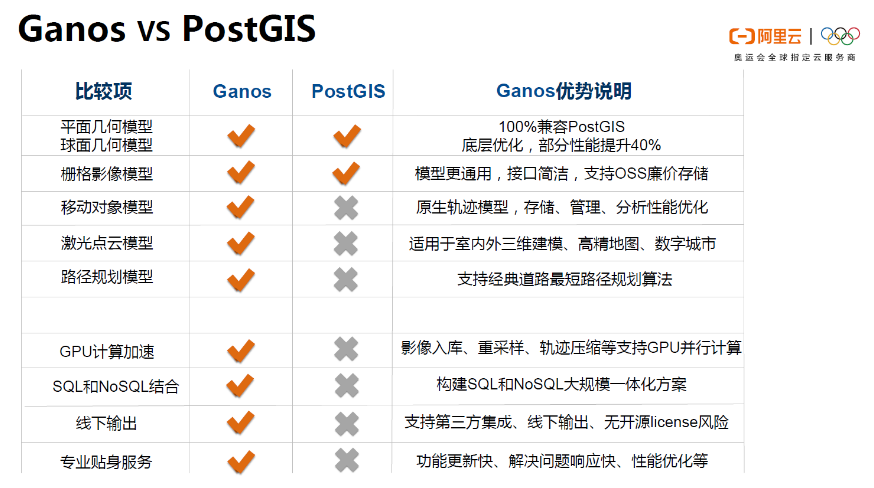 Ganos VS PostGIS
阿里云
奥运会全球指定云服务商
比较项 Ganos PostGIS Ganos优势说明
平面几何模型
球面几何模型
100%兼容PostGIS
底层优化，部分性能提升40%
栅格影像模型 模型更通用，接口简洁，支持OSS廉价存储
移动对象模型 原生轨迹模型，存储、管理、分析性能优化
激光点云模型 适用于室内外三维建模、高精地图、数字城市
路径规划模型 支持经典道路最短路径规划算法
GPU计算加速 影像入库、重采样、轨迹压缩等支持GPU并行计算
SQL和NoSQL结合 构建SQL和NoSQL大规模一体化方案
线下输出 支持第三方集成、线下输出、无开源license风险
专业贴身服务 功能更新快、解决问题响应快、性能优化等